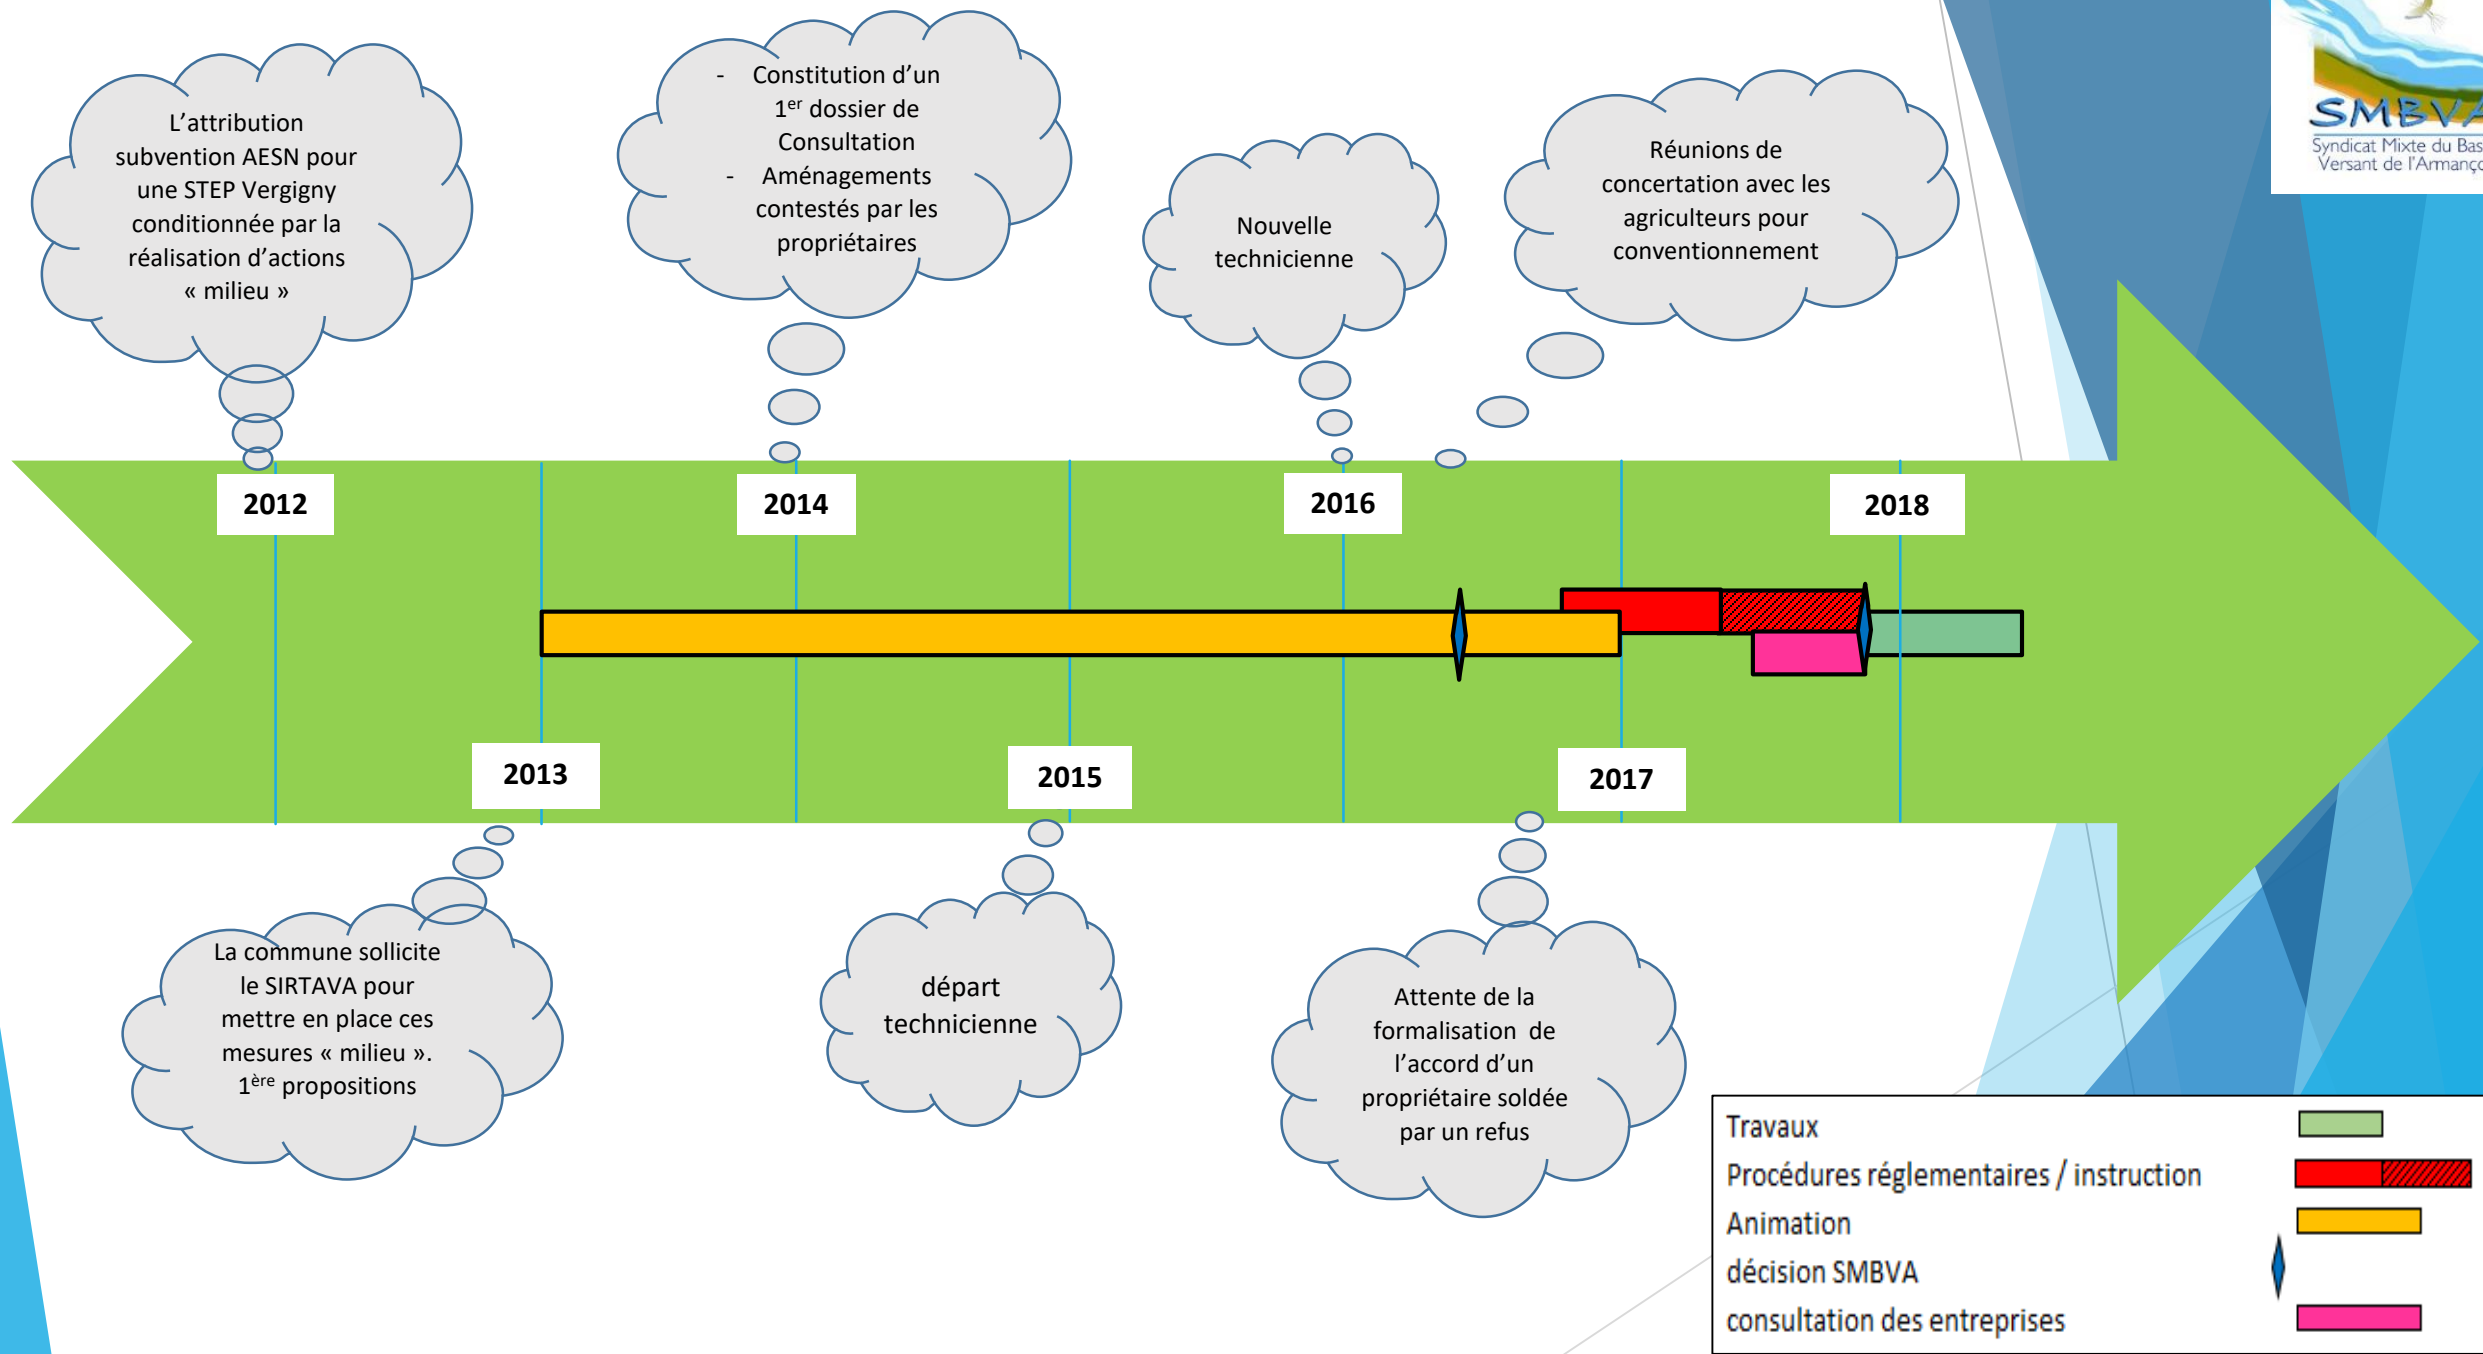 L'attribution
subvention AESN pour
une STEP Vergigny
conditionnée par la
réalisation d'actions
« milieu »
- Constitution d'un
1er dossier de
Consultation
- Aménagements
contestés par les
propriétaires
Nouvelle
technicienne
Réunions de
concertation avec les
agriculteurs pour
conventionnement
SMBVA
Syndicat Mixte du Bas
Versant de l'Armanço
2012
2014
2016
2018
2013
2015
2017
La commune sollicite
le SIRTAVA pour
mettre en place ces
mesures « milieu ».
1ère propositions
départ
technicienne
Attente de la
formalisation de
l'accord d'un
propriétaire soldée
par un refus
Travaux
Procédures réglementaires / instruction
Animation
décision SMBVA
consultation des entreprises